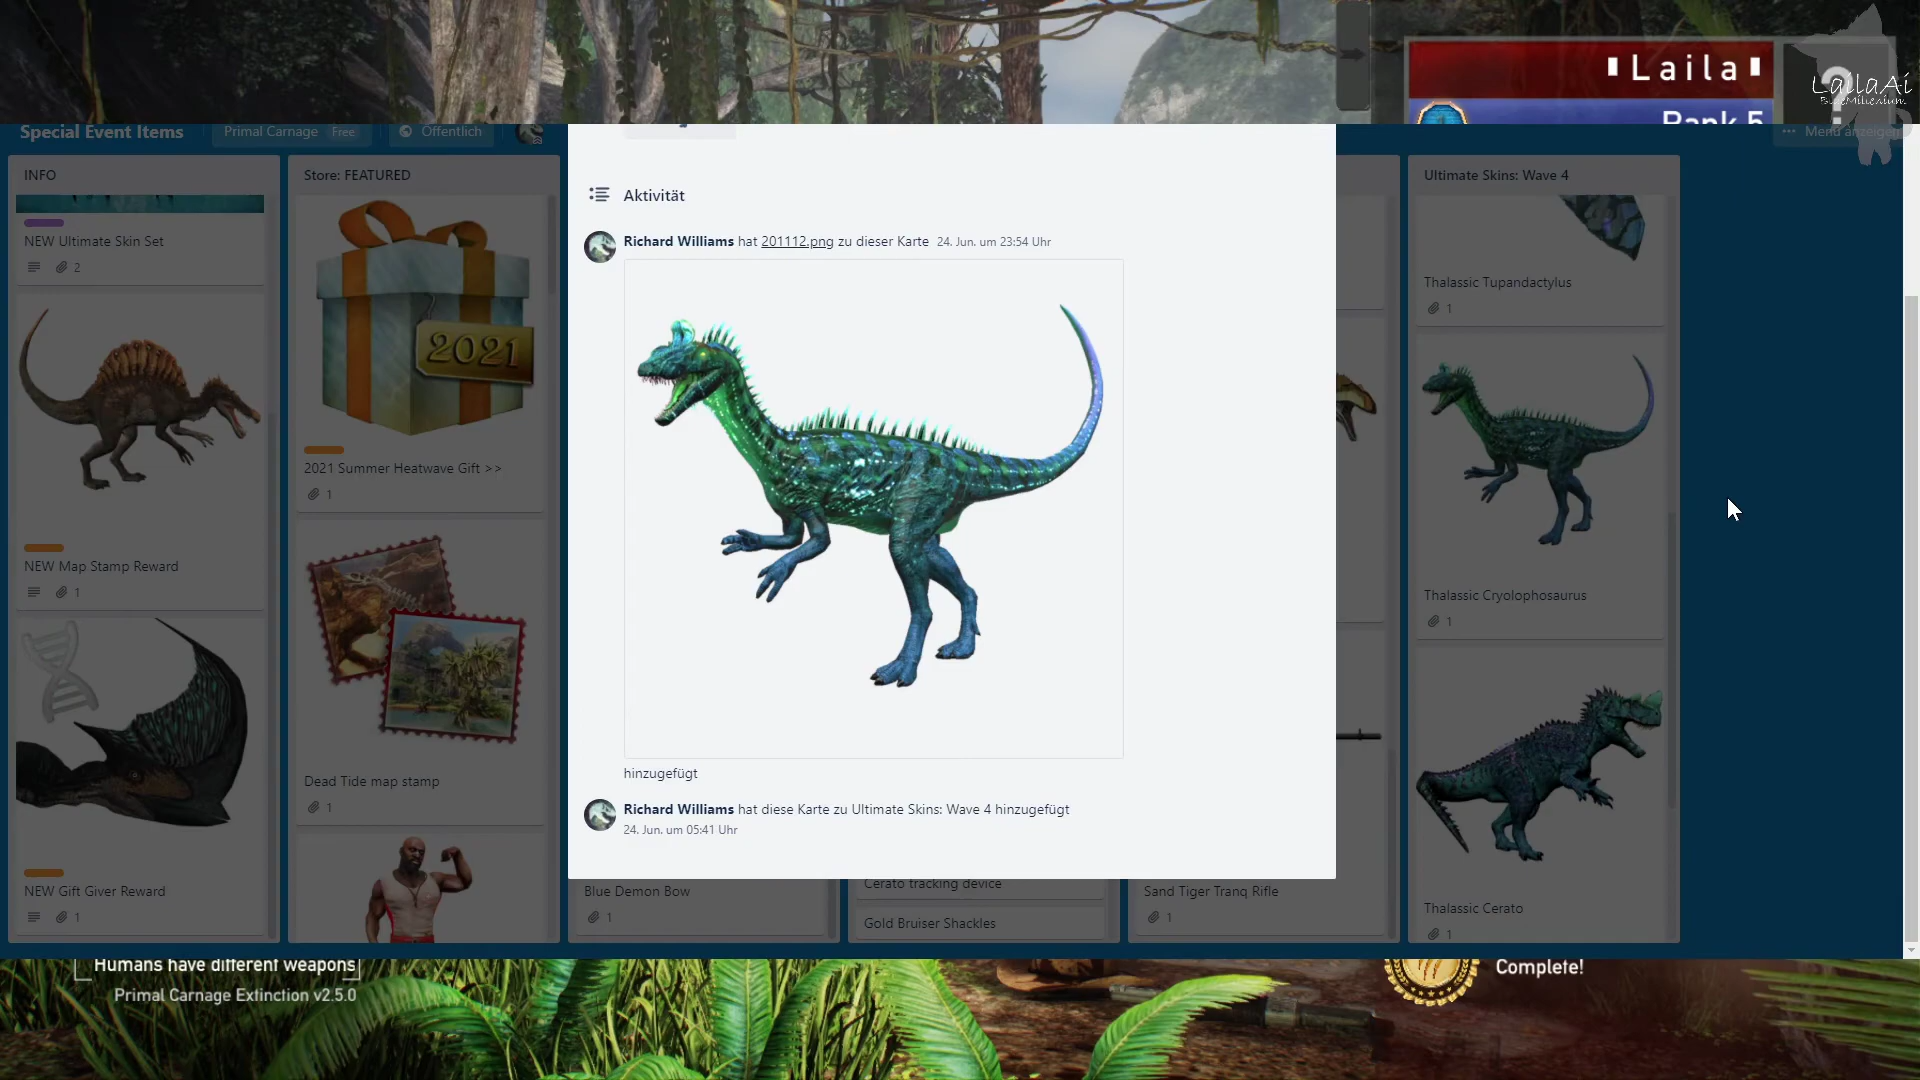 ▮Laila▮
LailaAi
BlueMillenium
Rank 5
Special Event Items
Primal Carnage
Free
Öffentlich
Menü anzeigen
INFO
NEW Ultimate Skin Set
2
NEW Map Stamp Reward
1
NEW Gift Giver Reward
1
Store: FEATURED
2021
2021 Summer Heatwave Gift >>
1
Dead Tide map stamp
1
Aktivität
Richard Williams hat 201112.png zu dieser Karte 24. Jun. um 23:54 Uhr
hinzugefügt
Richard Williams hat diese Karte zu Ultimate Skins: Wave 4 hinzugefügt
24. Jun. um 05:41 Uhr
Blue Demon Bow
1
Cerato tracking device
Gold Bruiser Shackles
Sand Tiger Tranq Rifle
1
Ultimate Skins: Wave 4
Thalassic Tupandactylus
1
Thalassic Cryolophosaurus
1
Thalassic Cerato
1
Humans have different weapons
Primal Carnage Extinction v2.5.0
Complete!